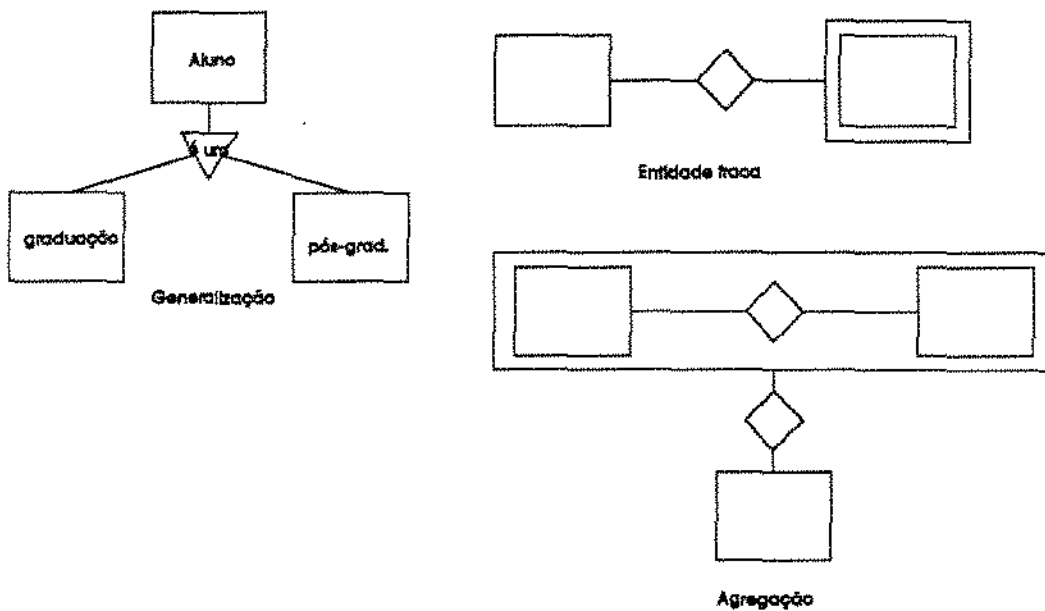 Aluno
é um
graduação
pós-grad.
Generalização
Entidade fraca
Agregação